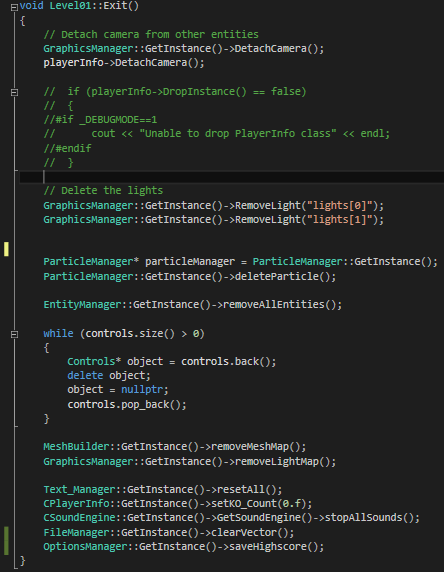 void Level01::Exit()
{
// Detach camera from other entities
GraphicsManager::GetInstance()->DetachCamera();
playerInfo->DetachCamera();
//  if (playerInfo->DropInstance() == false)
//  {
//#if _DEBUGMODE==1
//      cout << "Unable to drop PlayerInfo class" << endl;
//#endif
//  }
// Delete the lights
GraphicsManager::GetInstance()->RemoveLight("lights[0]");
GraphicsManager::GetInstance()->RemoveLight("lights[1]");
ParticleManager* particleManager = ParticleManager::GetInstance();
ParticleManager::GetInstance()->deleteParticle();
EntityManager::GetInstance()->removeAllEntities();
while (controls.size() > 0)
{
Controls* object = controls.back();
delete object;
object = nullptr;
controls.pop_back();
}
MeshBuilder::GetInstance()->removeMeshMap();
GraphicsManager::GetInstance()->removeLightMap();
Text_Manager::GetInstance()->resetAll();
CPlayerInfo::GetInstance()->setKO_Count(0.f);
CSoundEngine::GetInstance()->GetSoundEngine()->stopAllSounds();
FileManager::GetInstance()->clearVector();
OptionsManager::GetInstance()->saveHighscore();
}